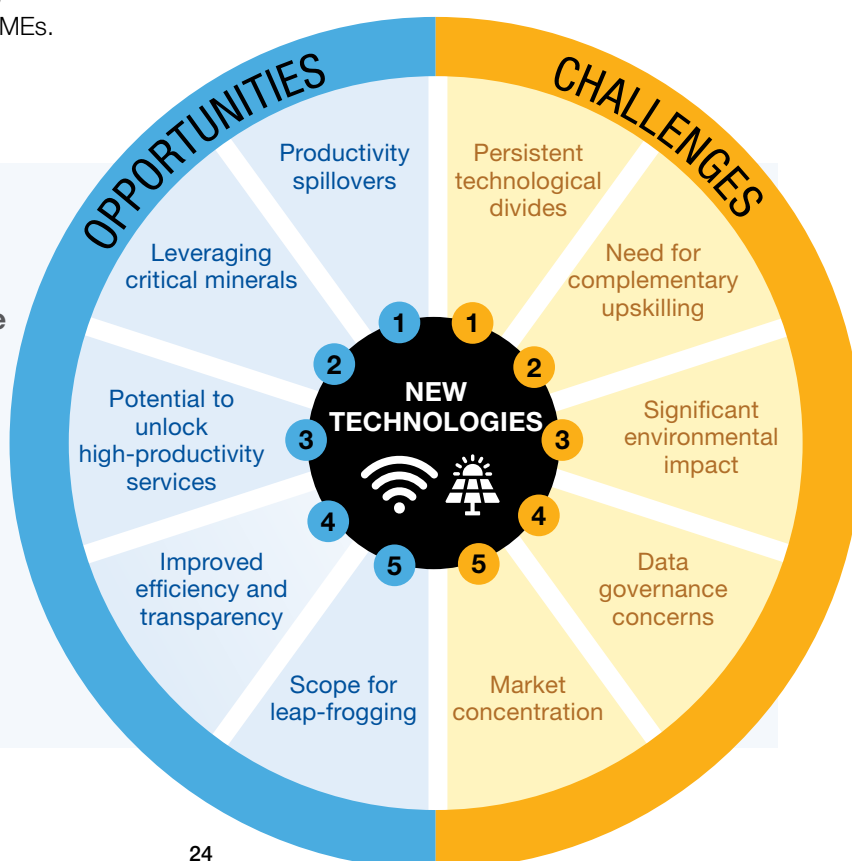 MEs.
e
OPPORTUNITIES
1
Productivity
spillovers
2
Leveraging
critical minerals
3
Potential to
unlock
high-productivity
services
4
Improved
efficiency and
transparency
5
Scope for
leap-frogging
NEW
TECHNOLOGIES
CHALLENGES
1
Persistent
technological
divides
2
Need for
complementary
upskilling
3
Significant
environmental
impact
4
Data
governance
concerns
5
Market
concentration
24